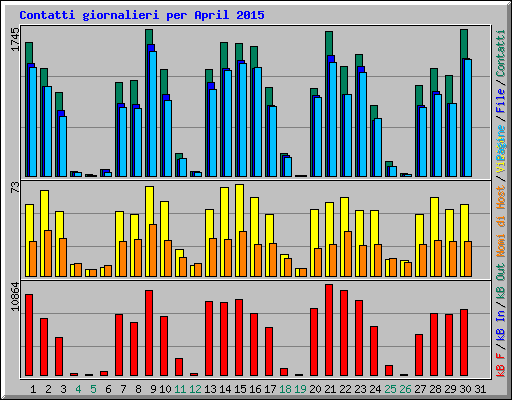 Contatti giornalieri per April 2015
1745
73
10864
kB F/kB In/kB Out Nomi di Host/Pagine/File/Contatti
1 2 3 4 5 6 7 8 9 10 11 12 13 14 15 16 17 18 19 20 21 22 23 24 25 26 27 28 29 30 31